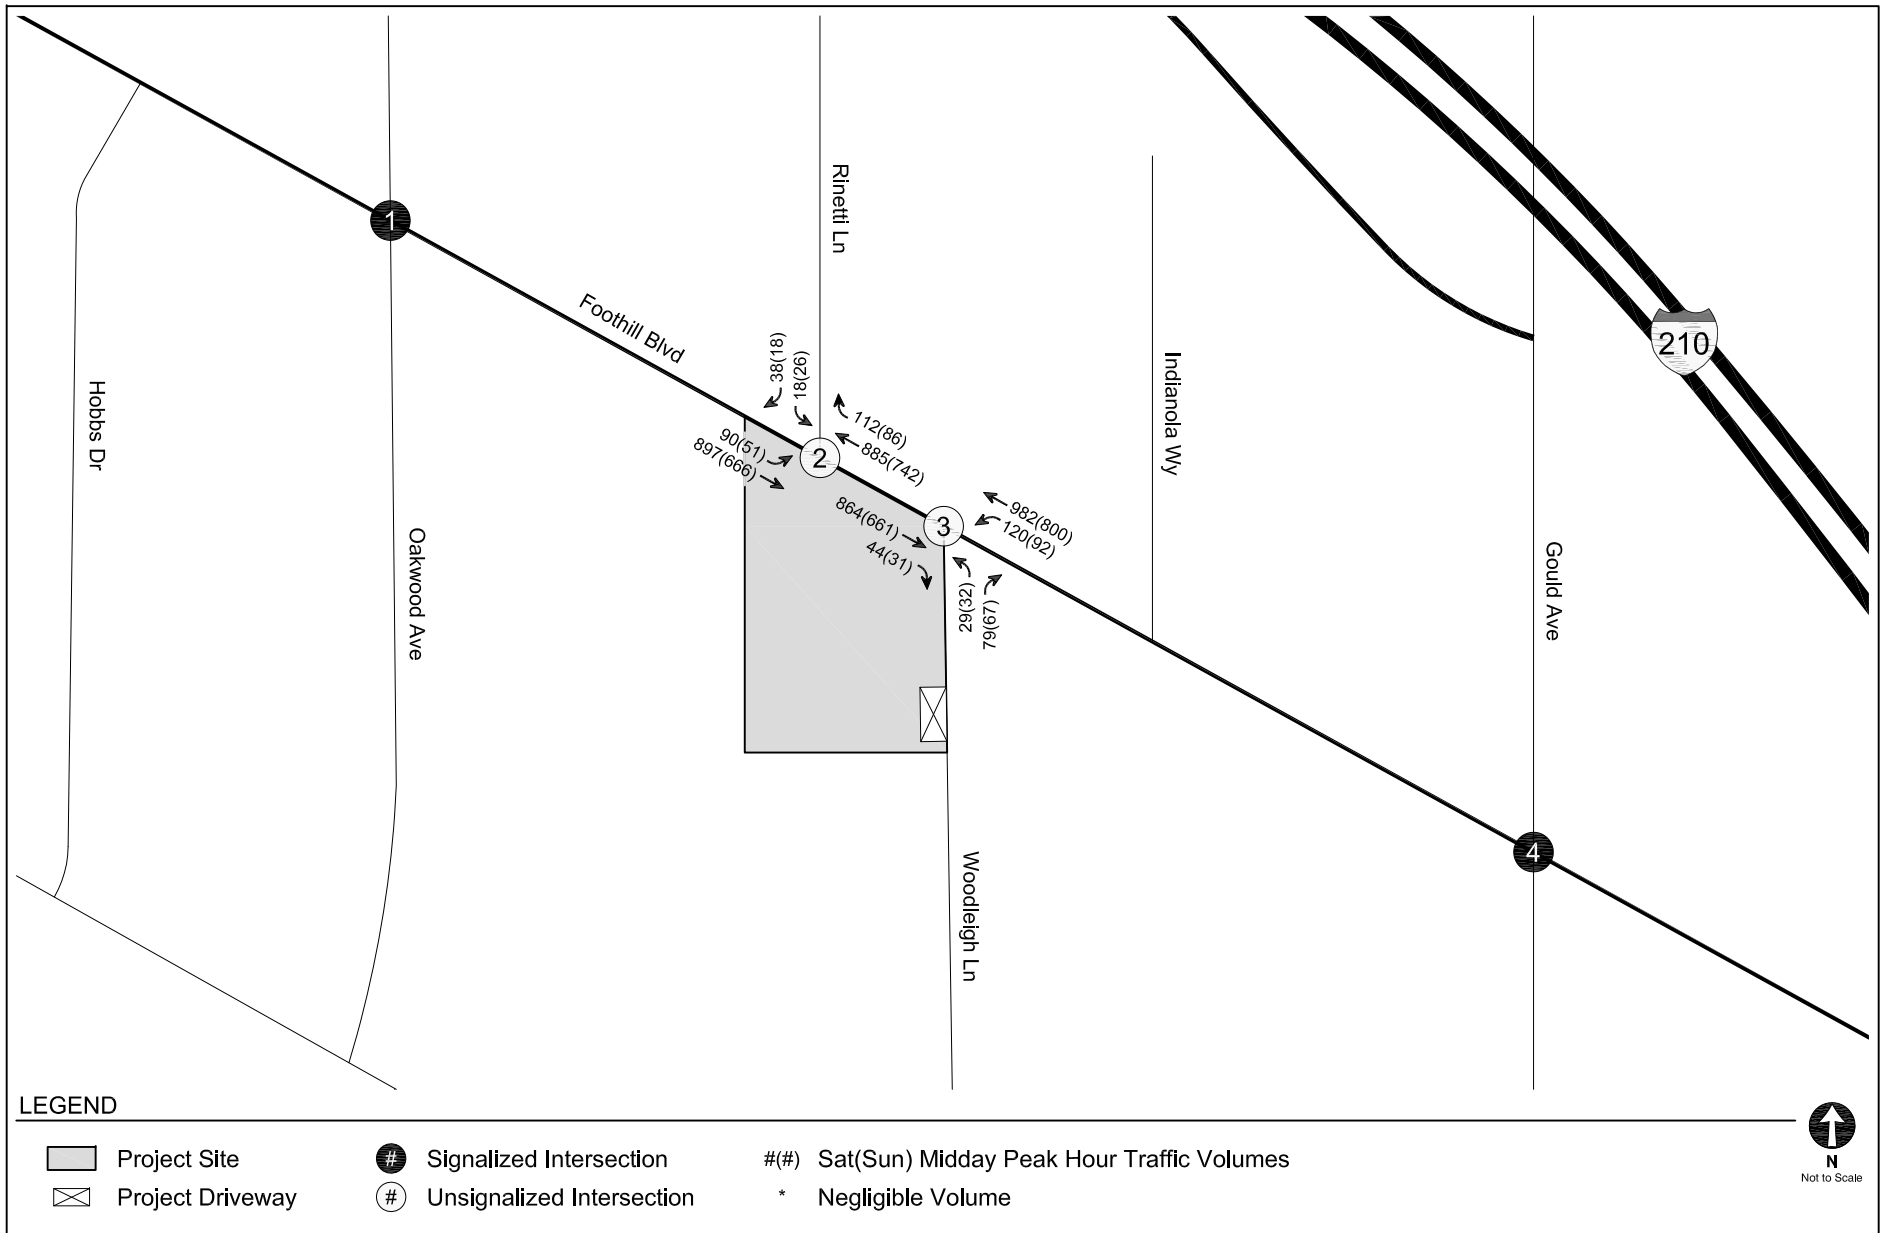 1
Rinetti Ln
Foothill Blvd
210
Hobbs Dr
38(18)
18(26)
Indianola Wy
112(86)
885(742)
90(51)
897(666)
2
864(661)
44(31)
3
982(800)
120(92)
Oakwood Ave
Gould Ave
29(32)
79(67)
4
Woodleigh Ln
LEGEND
Project Site
# Signalized Intersection
#(#) Sat(Sun) Midday Peak Hour Traffic Volumes
Project Driveway
# Unsignalized Intersection
* Negligible Volume
N
Not to Scale